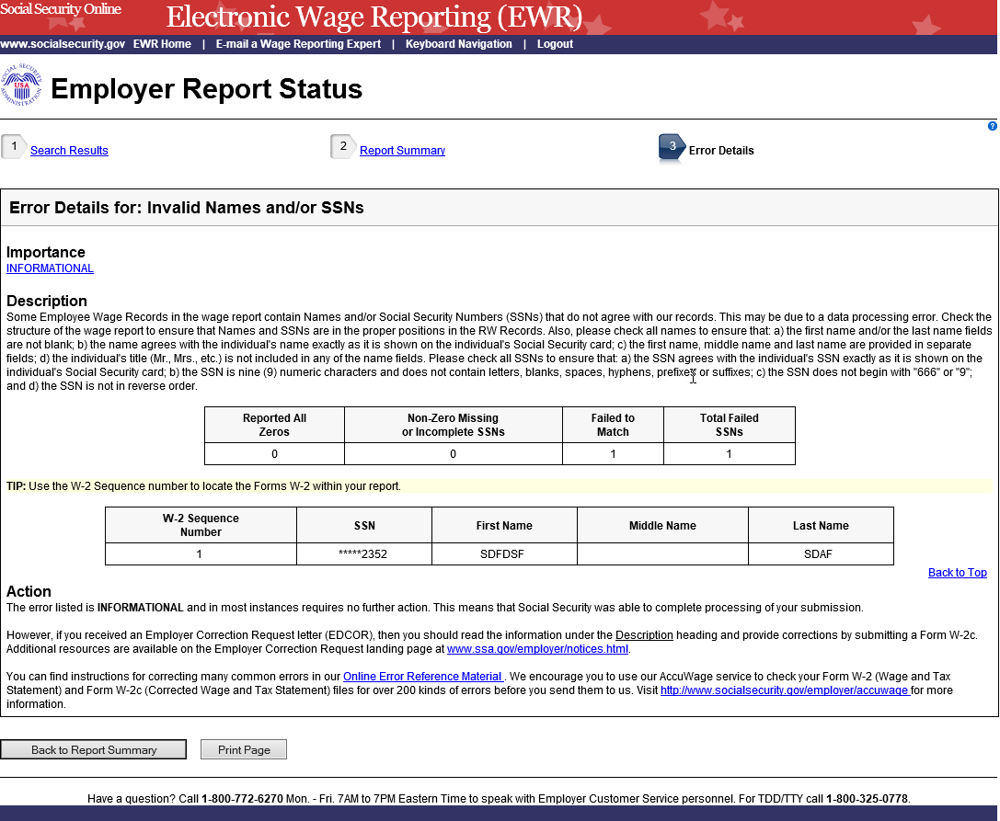 Social Security Online
Electronic Wage Reporting (EWR)
www.socialsecurity.gov EWR Home | E-mail a Wage Reporting Expert | Keyboard Navigation | Logout
SOCIAL SECURITY ADMINISTRATION
USA
Employer Report Status
?
1 Search Results
2 Report Summary
3 Error Details
Error Details for: Invalid Names and/or SSNs
Importance
INFORMATIONAL
Description
Some Employee Wage Records in the wage report contain Names and/or Social Security Numbers (SSNs) that do not agree with our records. This may be due to a data processing error. Check the
structure of the wage report to ensure that Names and SSNs are in the proper positions in the RW Records. Also, please check all names to ensure that: a) the first name and/or the last name fields
are not blank; b) the name agrees with the individual's name exactly as it is shown on the individual's Social Security card; c) the first name, middle name and last name are provided in separate
fields; d) the individual's title (Mr., Mrs., etc.) is not included in any of the name fields. Please check all SSNs to ensure that: a) the SSN agrees with the individual's SSN exactly as it is shown on the
individual's Social Security card; b) the SSN is nine (9) numeric characters and does not contain letters, blanks, spaces, hyphens, prefixes or suffixes; c) the SSN does not begin with "666" or "9";
and d) the SSN is not in reverse order.
Reported All Zeros | Non-Zero Missing or Incomplete SSNs | Failed to Match | Total Failed SSNs
0 0 1 1
TIP: Use the W-2 Sequence number to locate the Forms W-2 within your report.
W-2 Sequence Number | SSN | First Name | Middle Name | Last Name
1 *****2352 SDFDSF SDAF
Back to Top
Action
The error listed is INFORMATIONAL and in most instances requires no further action. This means that Social Security was able to complete processing of your submission.
However, if you received an Employer Correction Request letter (EDCOR), then you should read the information under the Description heading and provide corrections by submitting a Form W-2c.
Additional resources are available on the Employer Correction Request landing page at www.ssa.gov/employer/notices.html.
You can find instructions for correcting many common errors in our Online Error Reference Material . We encourage you to use our AccuWage service to check your Form W-2 (Wage and Tax
Statement) and Form W-2c (Corrected Wage and Tax Statement) files for over 200 kinds of errors before you send them to us. Visit http://www.socialsecurity.gov/employer/accuwage for more
information.
Back to Report Summary
Print Page
Have a question? Call 1-800-772-6270 Mon. - Fri. 7AM to 7PM Eastern Time to speak with Employer Customer Service personnel. For TDD/TTY call 1-800-325-0778.